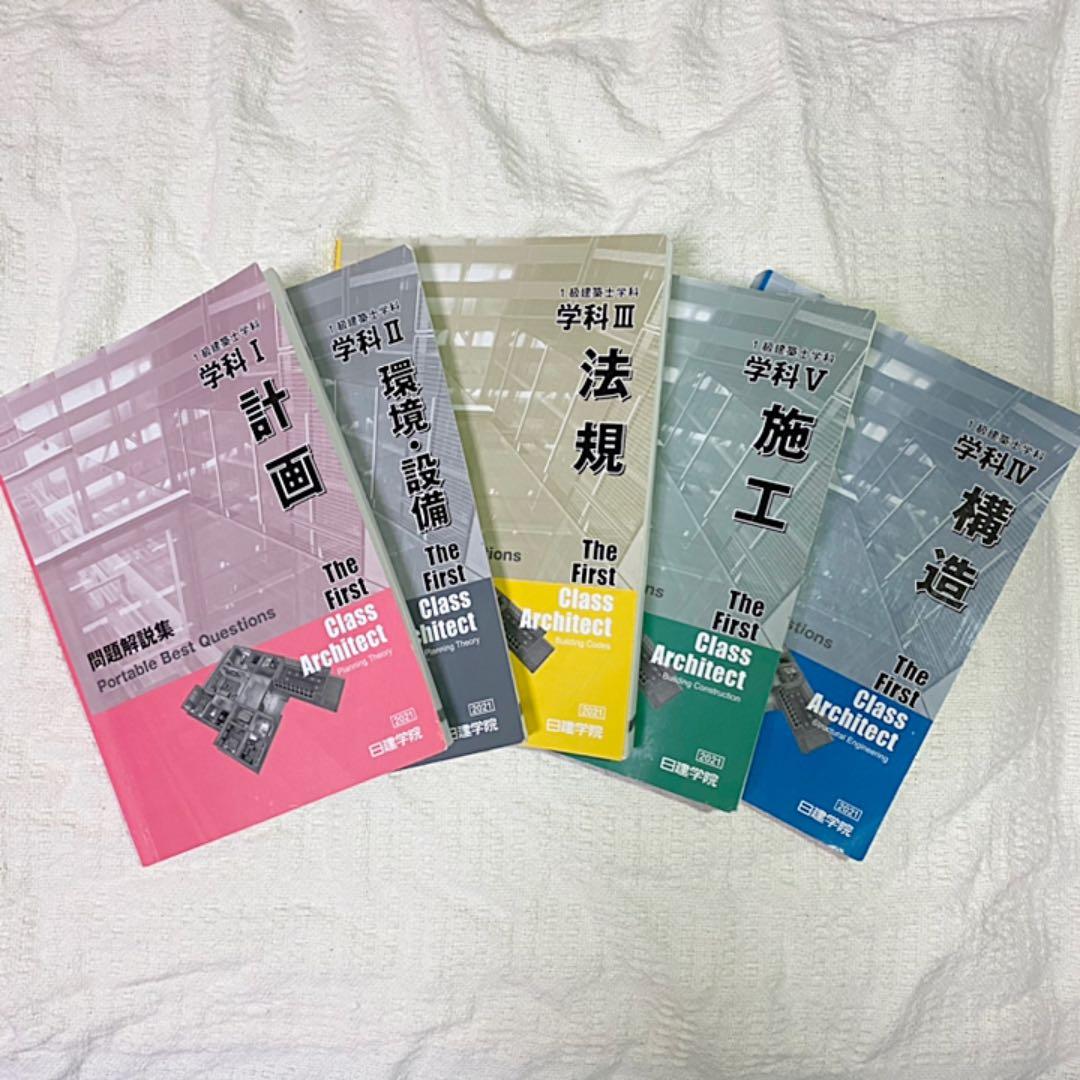 1級建築士学科
学科Ⅰ
計画
問題解説集
Portable Best Questions
The
First
Class
Architect
Planning Theory
2021
日建学院
1級建築士学科
学科Ⅱ
環境・設備
The
First
Class
chitect
Planning Theory
2021
日建学院
1級建築士学科
学科Ⅲ
法規
tions
The
First
Class
Architect
Building Codes
2021
日建学院
1級建築士学科
学科Ⅴ
施工
ns
The
First
Class
Architect
Building Construction
2021
日建学院
1級建築士学科
学科Ⅳ
構造
stions
The
First
Class
Architect
Structural Engineering
2021
日建学院